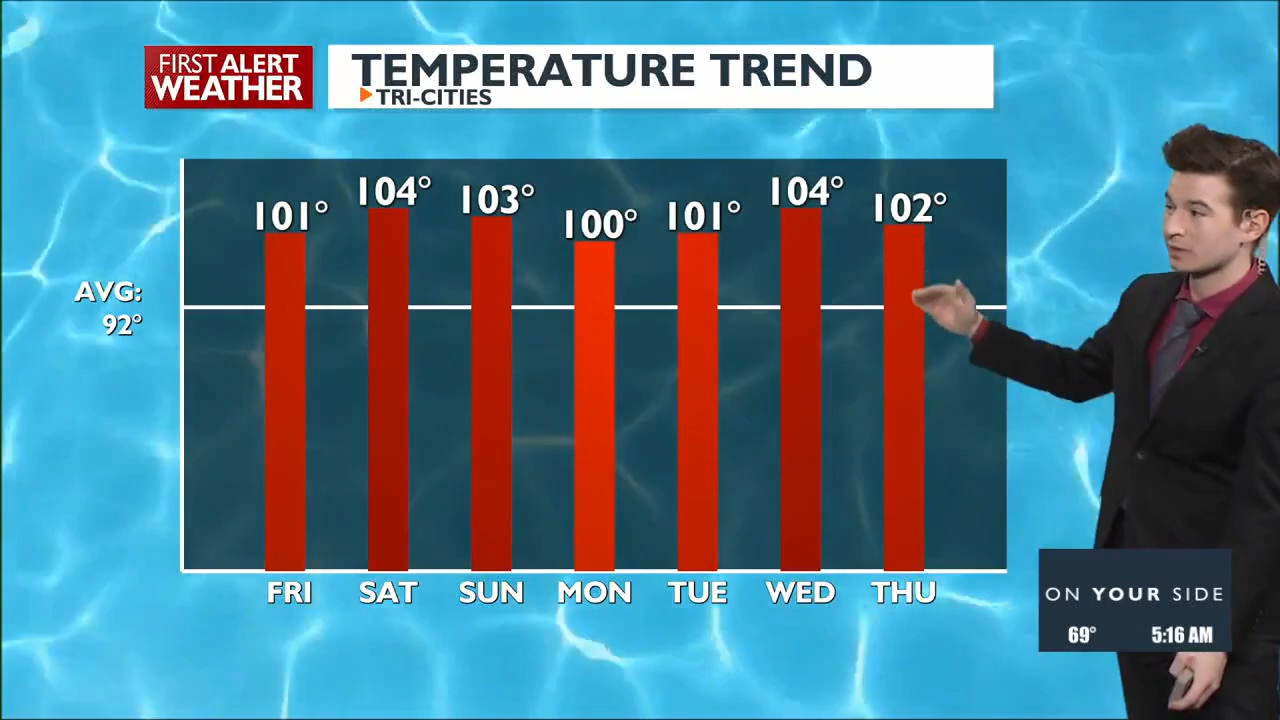 FIRST ALERT
WEATHER
TEMPERATURE TREND
TRI-CITIES
101° 104° 103° 100° 101° 104° 102°
AVG:
92°
FRI SAT SUN MON TUE WED THU
ON YOUR SIDE
69° 5:16 AM